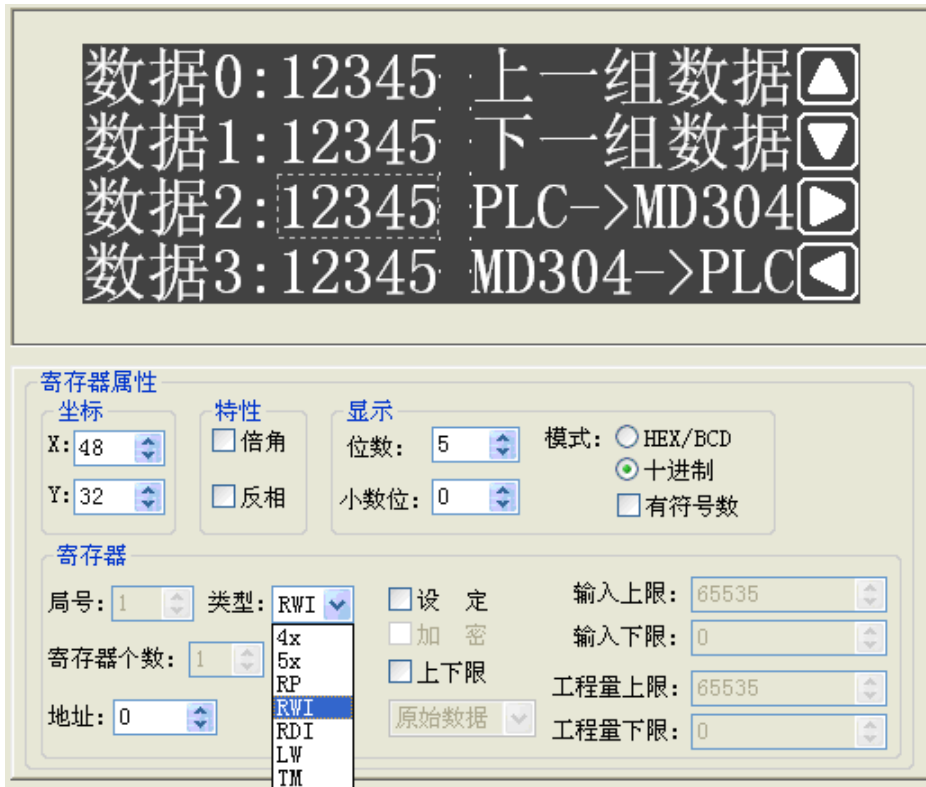 数据0:12345 上一组数据
数据1:12345 下一组数据
数据2:12345 PLC->MD304
数据3:12345 MD304->PLC
寄存器属性
坐标 特性 显示
X: 48 倍角 位数: 5 模式: HEX/BCD
十进制
Y: 32 反相 小数位: 0 有符号数
寄存器
局号: 1 类型: RWI 设 定 输入上限: 65535
4x 加 密 输入下限: 0
寄存器个数: 1 5x 上下限
RP 工程量上限: 65535
地址: 0 RWI 原始数据 工程量下限: 0
RDI
LW
TM